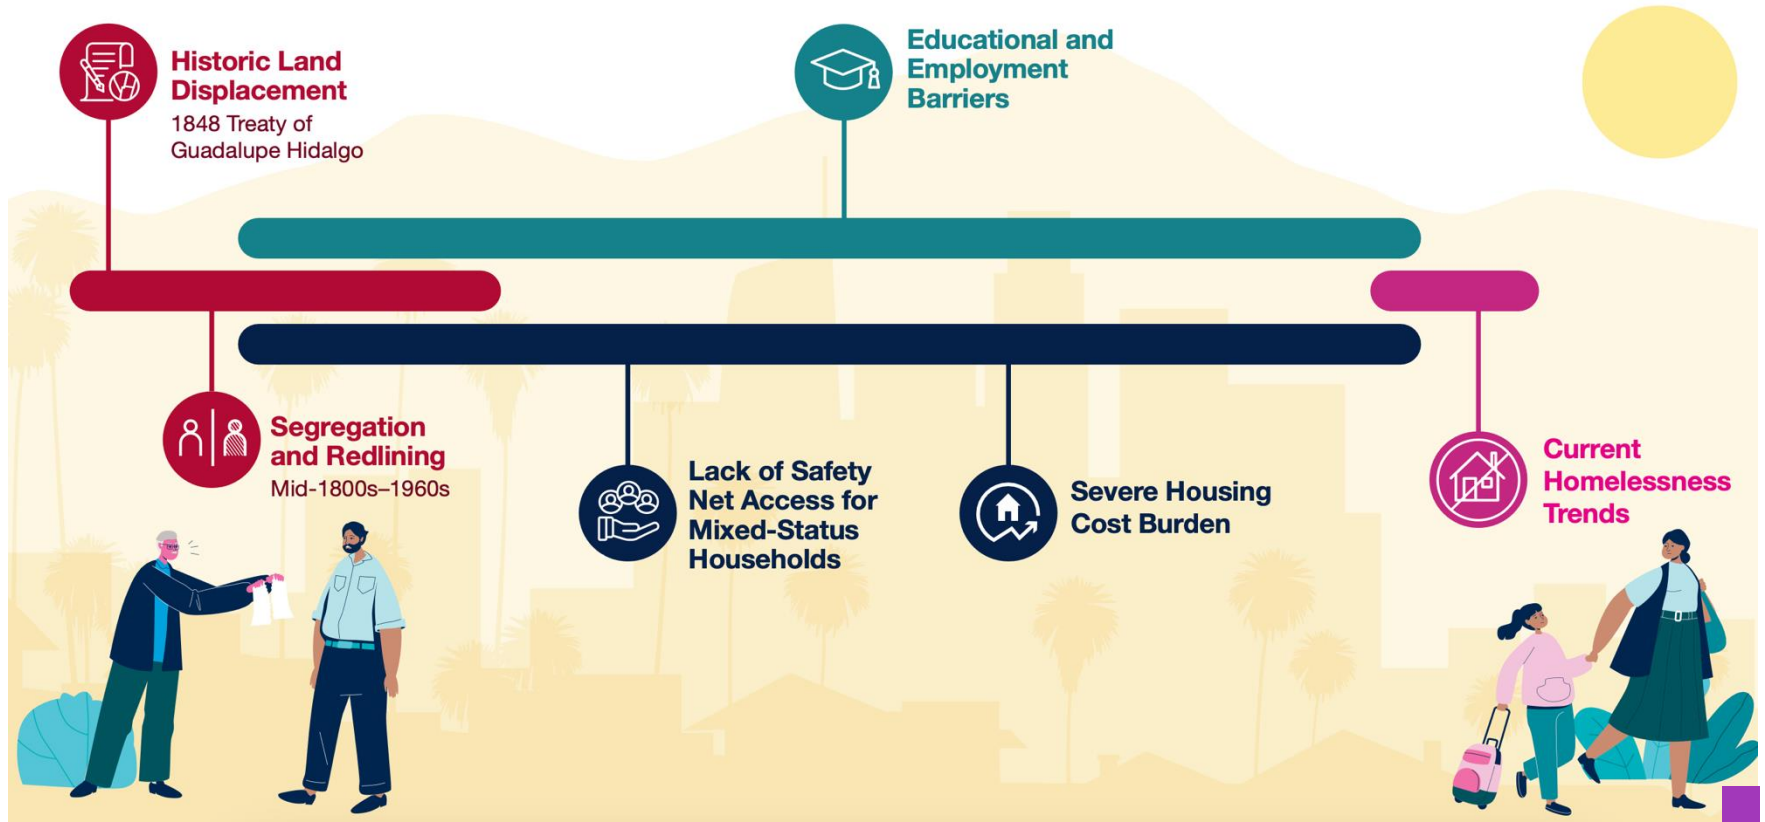 Historic Land
Displacement
1848 Treaty of
Guadalupe Hidalgo
Educational and
Employment
Barriers
Segregation
and Redlining
Mid-1800s–1960s
Lack of Safety
Net Access for
Mixed-Status
Households
Severe Housing
Cost Burden
Current
Homelessness
Trends